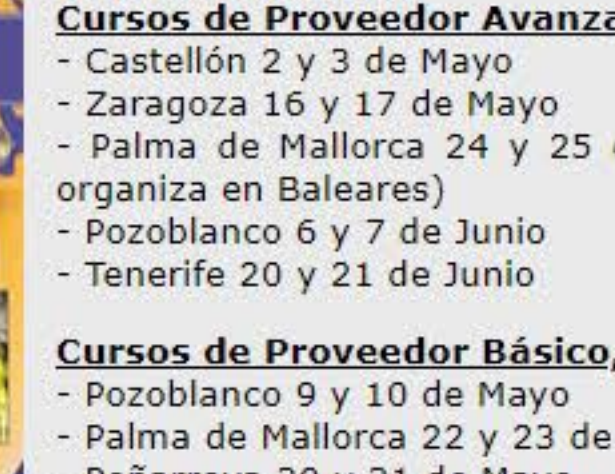 Cursos de Proveedor Avanza
- Castellón 2 y 3 de Mayo
- Zaragoza 16 y 17 de Mayo
- Palma de Mallorca 24 y 25
organiza en Baleares)
- Pozoblanco 6 y 7 de Junio
- Tenerife 20 y 21 de Junio
Cursos de Proveedor Básico,
- Pozoblanco 9 y 10 de Mayo
- Palma de Mallorca 22 y 23 de